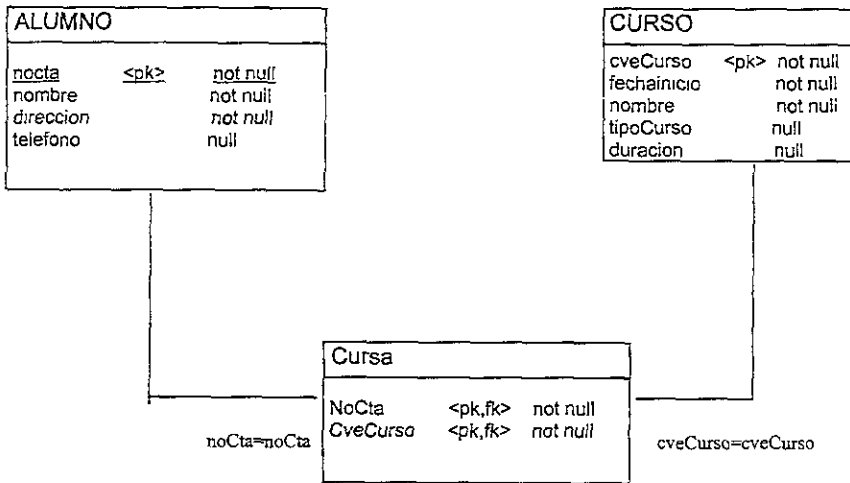 ALUMNO
nocta <pk> not null
nombre not null
direccion not null
telefono null
CURSO
cveCurso <pk> not null
fechainicio not null
nombre not null
tipoCurso null
duracion null
Cursa
NoCta <pk,fk> not null
CveCurso <pk,fk> not null
noCta=noCta
cveCurso=cveCurso